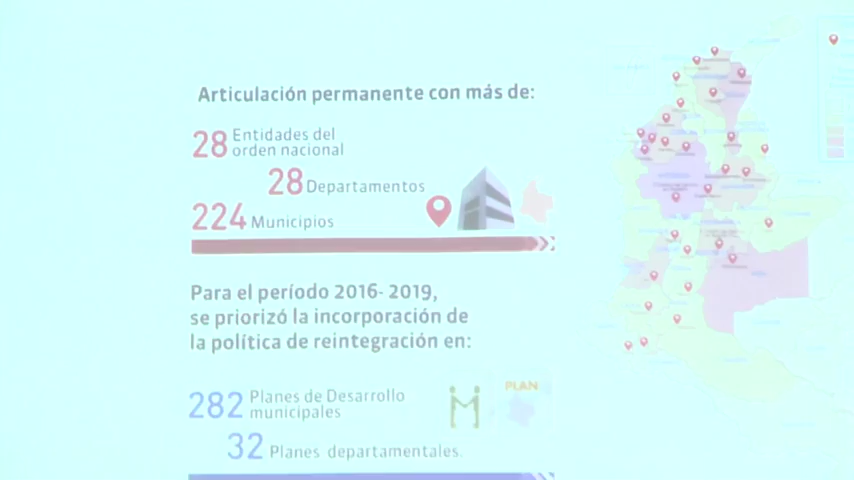 Articulación permanente con más de:
28 Entidades del
orden nacional
28 Departamentos
224 Municipios
Para el período 2016- 2019,
se priorizó la incorporación de
la política de reintegración en:
282 Planes de Desarrollo
municipales
32 Planes departamentales.
PLAN